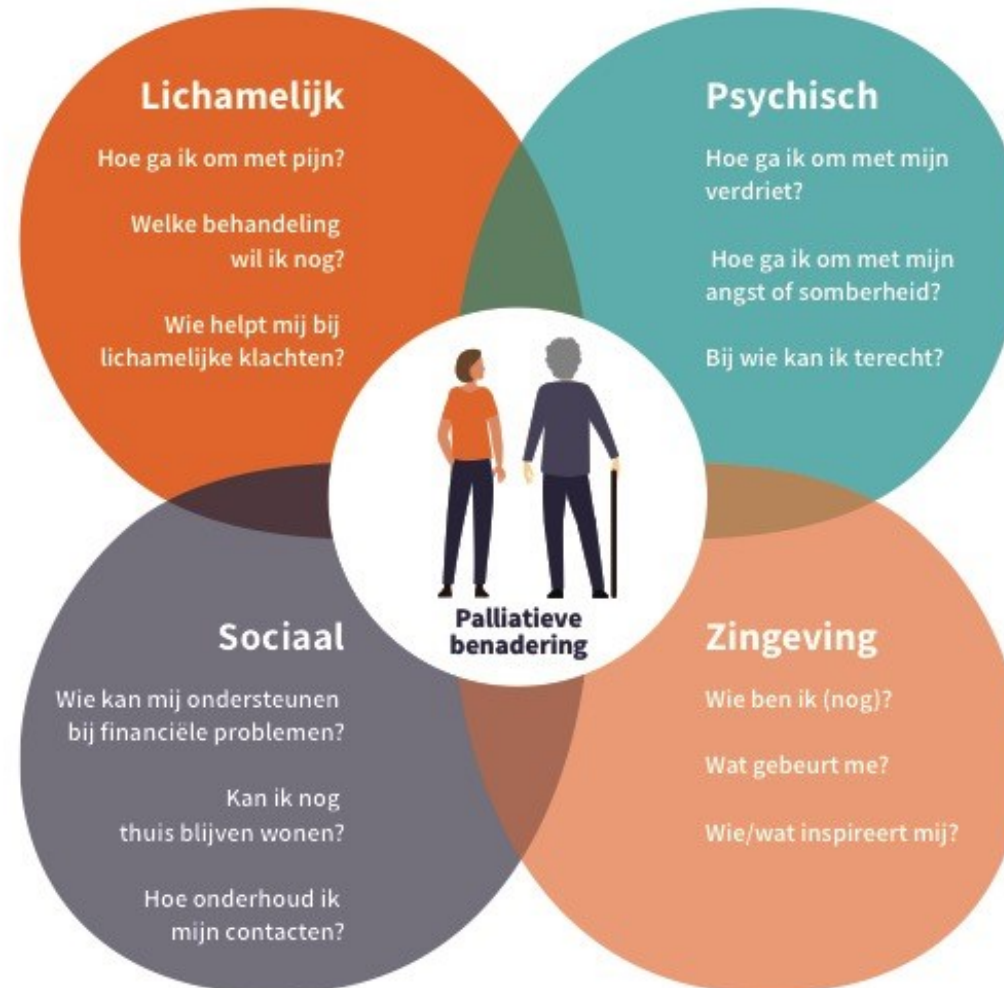 Lichamelijk
Hoe ga ik om met pijn?
Welke behandeling
wil ik nog?
Wie helpt mij bij
lichamelijke klachten?
Psychisch
Hoe ga ik om met mijn
verdriet?
Hoe ga ik om met mijn
angst of somberheid?
Bij wie kan ik terecht?
Palliatieve
benadering
Sociaal
Wie kan mij ondersteunen
bij financiële problemen?
Kan ik nog
thuis blijven wonen?
Hoe onderhoud ik
mijn contacten?
Zingeving
Wie ben ik (nog)?
Wat gebeurt me?
Wie/wat inspireert mij?